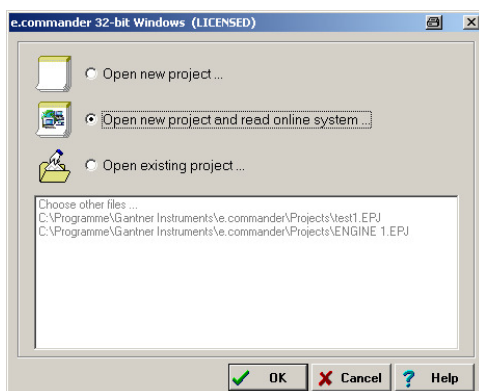 e.commander 32-bit Windows (LICENSED)
Open new project ...
Open new project and read online system ...
Open existing project ...
Choose other files ...
C:\Programme\Gantner Instruments\e.commander\Projects\test1.EPJ
C:\Programme\Gantner Instruments\e.commander\Projects\ENGINE 1.EPJ
OK Cancel Help